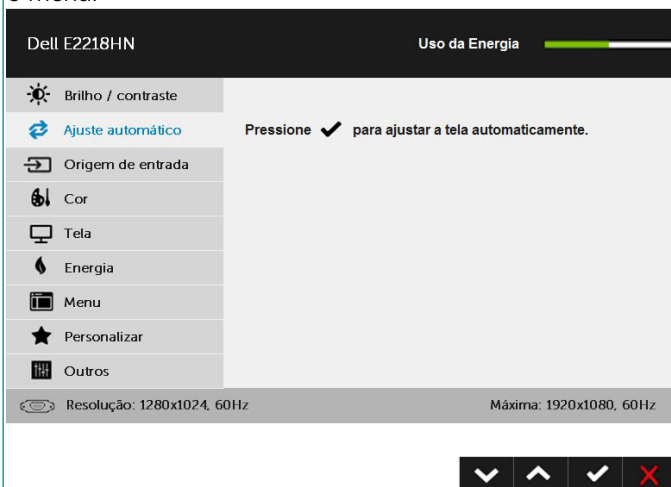 o menu.
Dell E2218HN
Uso da Energia
Brilho / contraste
Ajuste automático
Pressione ✔ para ajustar a tela automaticamente.
Origem de entrada
Cor
Tela
Energia
Menu
Personalizar
Outros
Resolução: 1280x1024, 60Hz
Máxima: 1920x1080, 60Hz